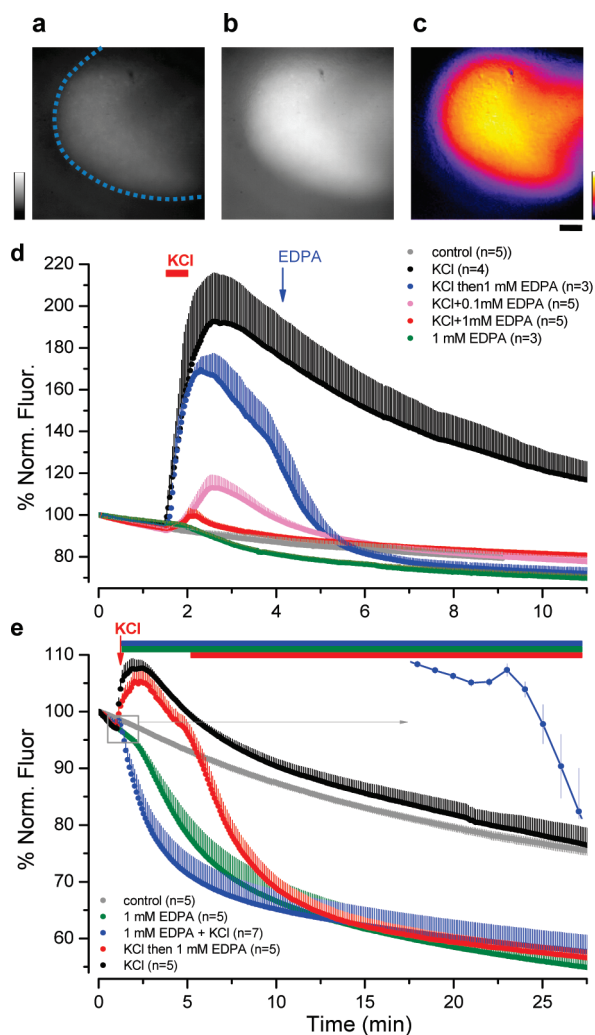 a b c
d
KCl
EDPA
control (n=5))
KCl (n=4)
KCl then1 mM EDPA (n=3)
KCl+0.1mM EDPA (n=5)
KCl+1mM EDPA (n=5)
1 mM EDPA (n=3)
% Norm. Fluor.
220
200
180
160
140
120
100
80
0 2 4 6 8 10
e
KCl
% Norm. Fluor
110
100
90
80
70
60
control (n=5)
1 mM EDPA (n=5)
1 mM EDPA + KCl (n=7)
KCl then 1 mM EDPA (n=5)
KCl (n=5)
0 5 10 15 20 25
Time (min)